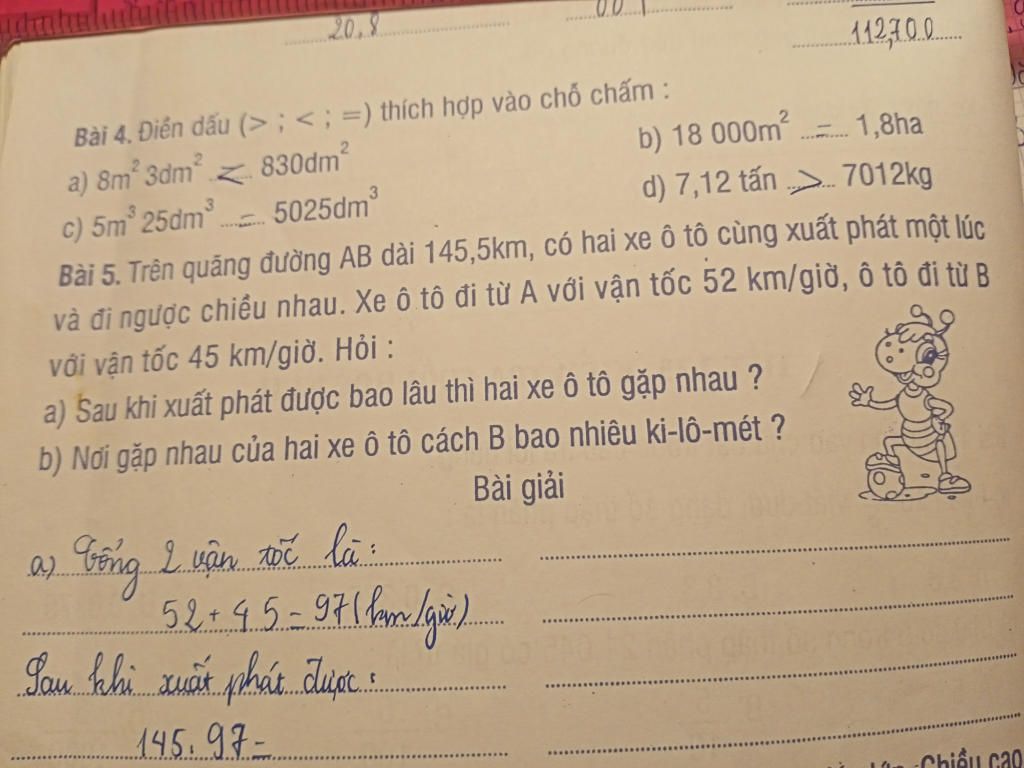 20,8
112,700
Bài 4. Điền dấu (> ; < ; =) thích hợp vào chỗ chấm :
a) 8m² 3dm² ..<.. 830dm²
b) 18 000m² ..=.. 1,8ha
c) 5m³ 25dm³ ..=.. 5025dm³
d) 7,12 tấn ..>.. 7012kg
Bài 5. Trên quãng đường AB dài 145,5km, có hai xe ô tô cùng xuất phát một lúc
và đi ngược chiều nhau. Xe ô tô đi từ A với vận tốc 52 km/giờ, ô tô đi từ B
với vận tốc 45 km/giờ. Hỏi :
a) Sau khi xuất phát được bao lâu thì hai xe ô tô gặp nhau ?
b) Nơi gặp nhau của hai xe ô tô cách B bao nhiêu ki-lô-mét ?
Bài giải
a) Tổng 2 vận tốc là :
52 + 45 = 97 (km/giờ)
Sau khi xuất phát được :
145 : 97 =
Chiều cao